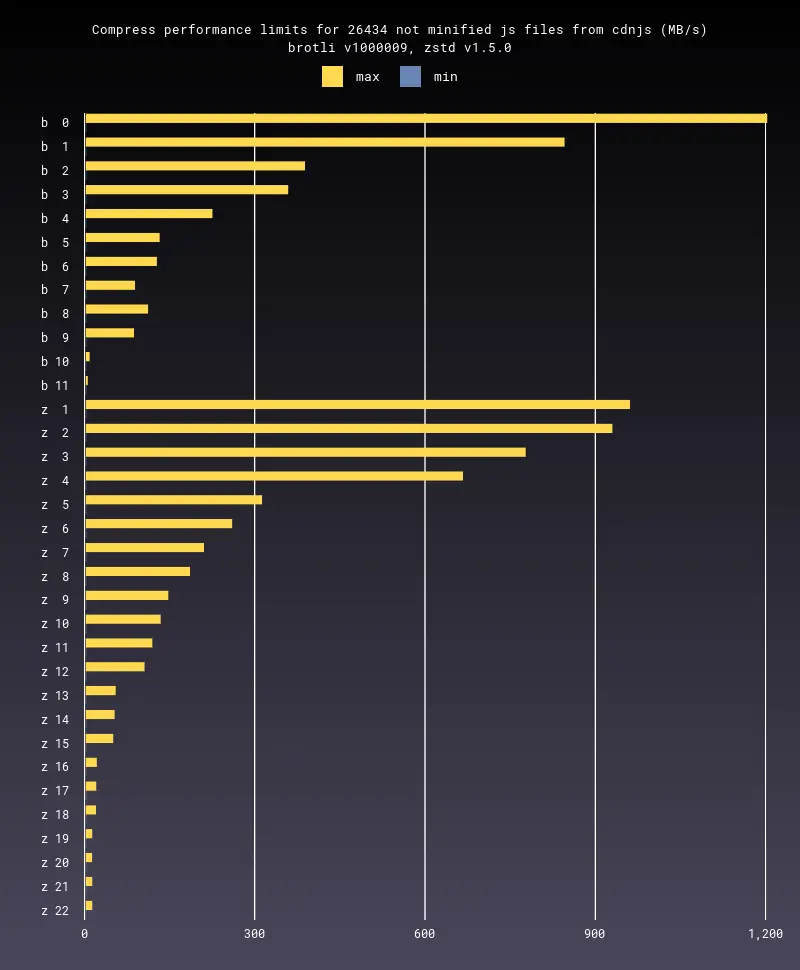 Compress performance limits for 26434 not minified js files from cdnjs (MB/s)
brotli v1000009, zstd v1.5.0
max min
b 0
b 1
b 2
b 3
b 4
b 5
b 6
b 7
b 8
b 9
b 10
b 11
z 1
z 2
z 3
z 4
z 5
z 6
z 7
z 8
z 9
z 10
z 11
z 12
z 13
z 14
z 15
z 16
z 17
z 18
z 19
z 20
z 21
z 22
0 300 600 900 1,200